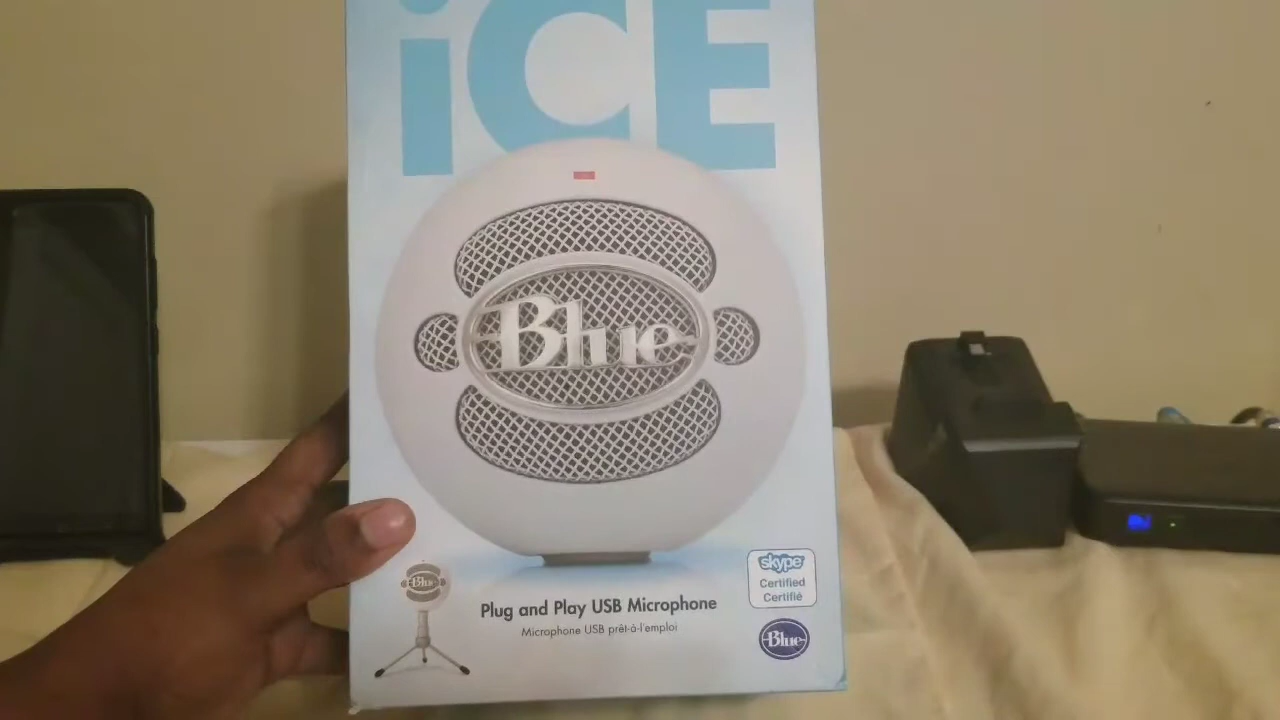 iCE
Blue
Blue
Plug and Play USB Microphone
Microphone USB prêt-à-l'emploi
skype
Certified
Certifié
Blue